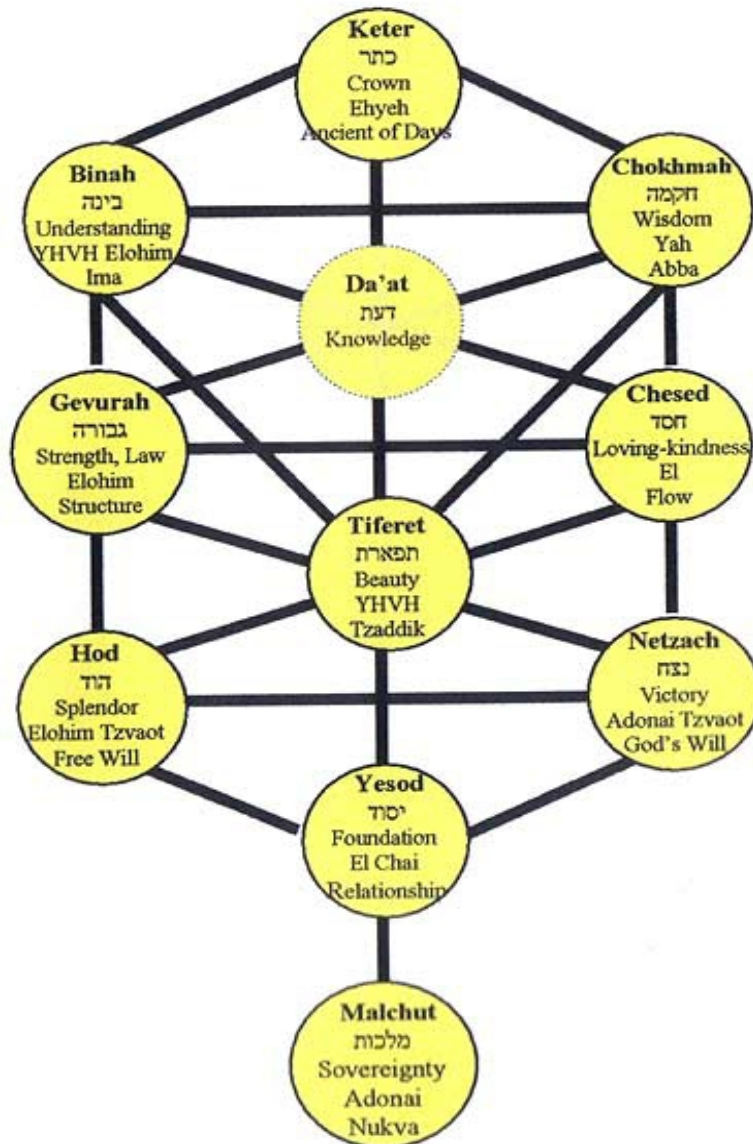 Keter
כתר
Crown
Ehyeh
Ancient of Days
Binah
בינה
Understanding
YHVH Elohim
Ima
Chokhmah
חקמה
Wisdom
Yah
Abba
Da'at
דעת
Knowledge
Gevurah
גבורה
Strength, Law
Elohim
Structure
Chesed
חסד
Loving-kindness
El
Flow
Tiferet
תפארת
Beauty
YHVH
Tzaddik
Hod
הוד
Splendor
Elohim Tzvaot
Free Will
Netzach
נצח
Victory
Adonai Tzvaot
God's Will
Yesod
יסוד
Foundation
El Chai
Relationship
Malchut
מלכות
Sovereignty
Adonai
Nukva